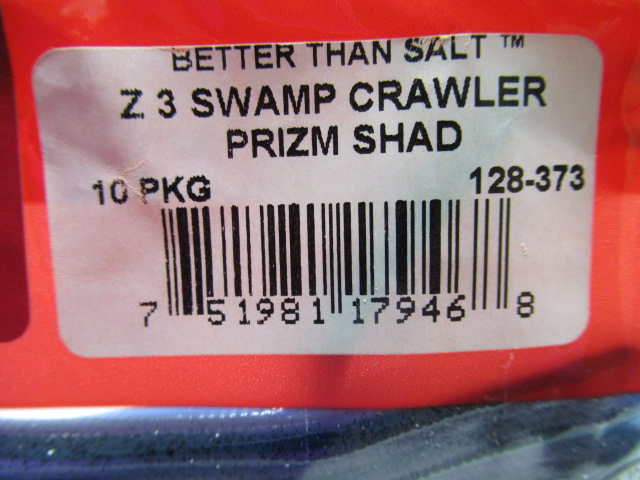 BETTER THAN SALT ™
Z 3 SWAMP CRAWLER
PRIZM SHAD
10 PKG 128-373
7 51981 17946 8